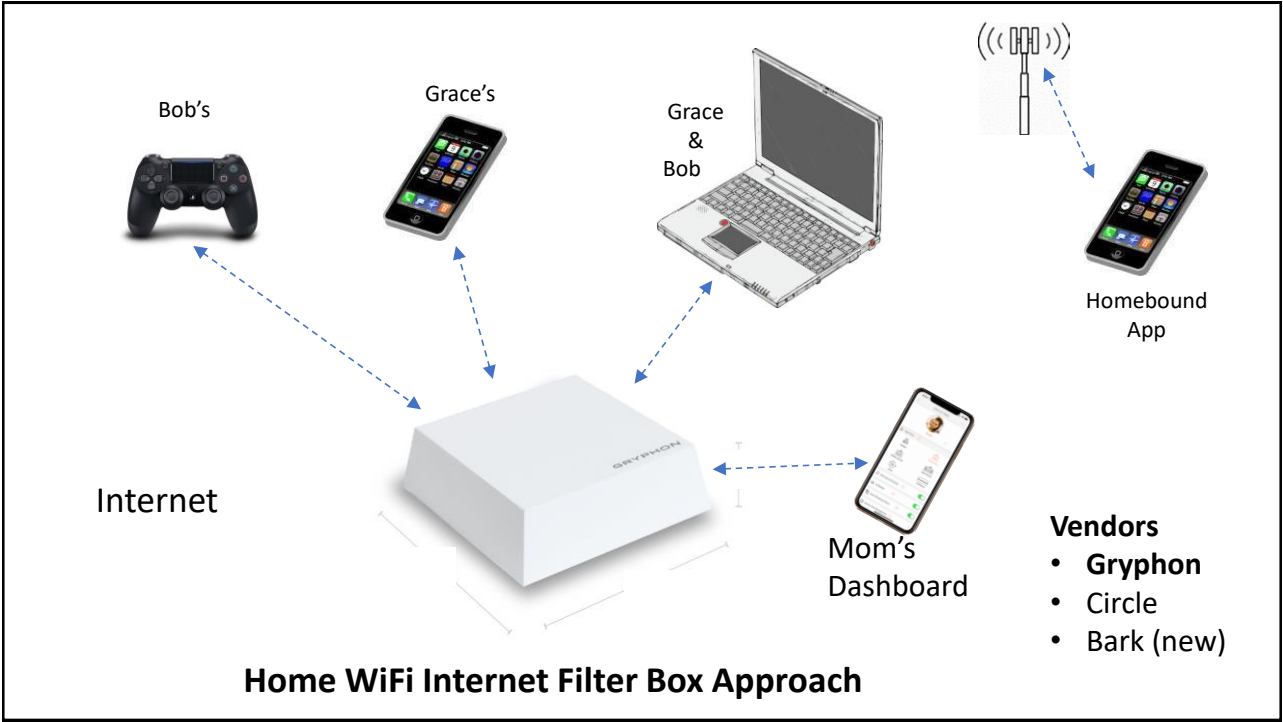 Bob's
Grace's
Grace
&
Bob
Homebound
App
GRYPHON
Internet
Mom's
Dashboard
Vendors
• Gryphon
• Circle
• Bark (new)
Home WiFi Internet Filter Box Approach